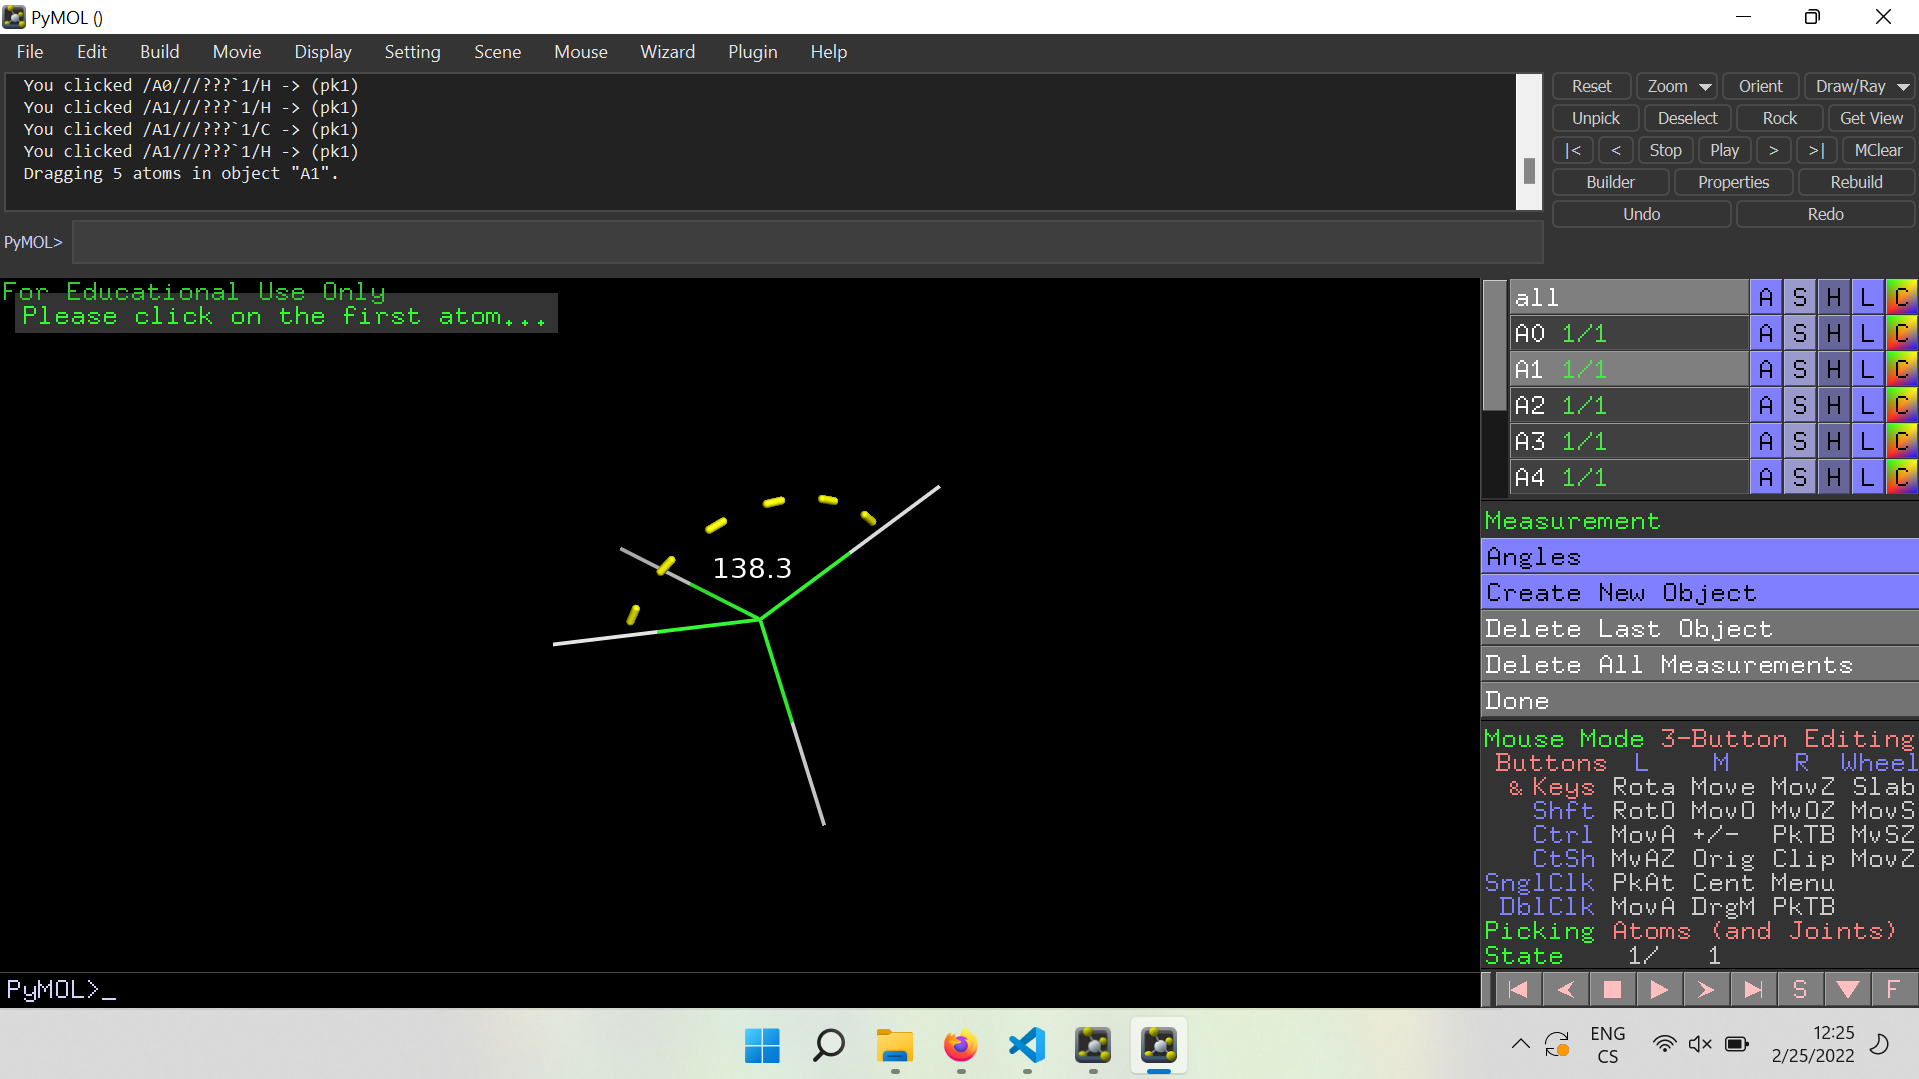 PyMOL ()
File Edit Build Movie Display Setting Scene Mouse Wizard Plugin Help
You clicked /A0///???`1/H -> (pk1)
You clicked /A1///???`1/H -> (pk1)
You clicked /A1///???`1/C -> (pk1)
You clicked /A1///???`1/H -> (pk1)
Dragging 5 atoms in object "A1".
PyMOL>
Reset Zoom Orient Draw/Ray
Unpick Deselect Rock Get View
|< < Stop Play > >| MClear
Builder Properties Rebuild
Undo Redo
For Educational Use Only
Please click on the first atom...
138.3
all A S H L C
A0 1/1 A S H L C
A1 1/1 A S H L C
A2 1/1 A S H L C
A3 1/1 A S H L C
A4 1/1 A S H L C
Measurement
Angles
Create New Object
Delete Last Object
Delete All Measurements
Done
Mouse Mode 3-Button Editing
Buttons L M R Wheel
& Keys Rota Move MovZ Slab
Shft RotO MovO MvOZ MovS
Ctrl MovA +/- PkTB MvSZ
CtSh MvAZ Orig Clip MovZ
SnglClk PkAt Cent Menu
DblClk MovA DrgM PkTB
Picking Atoms (and Joints)
State 1/ 1
S F
PyMOL>_
ENG
CS
12:25
2/25/2022